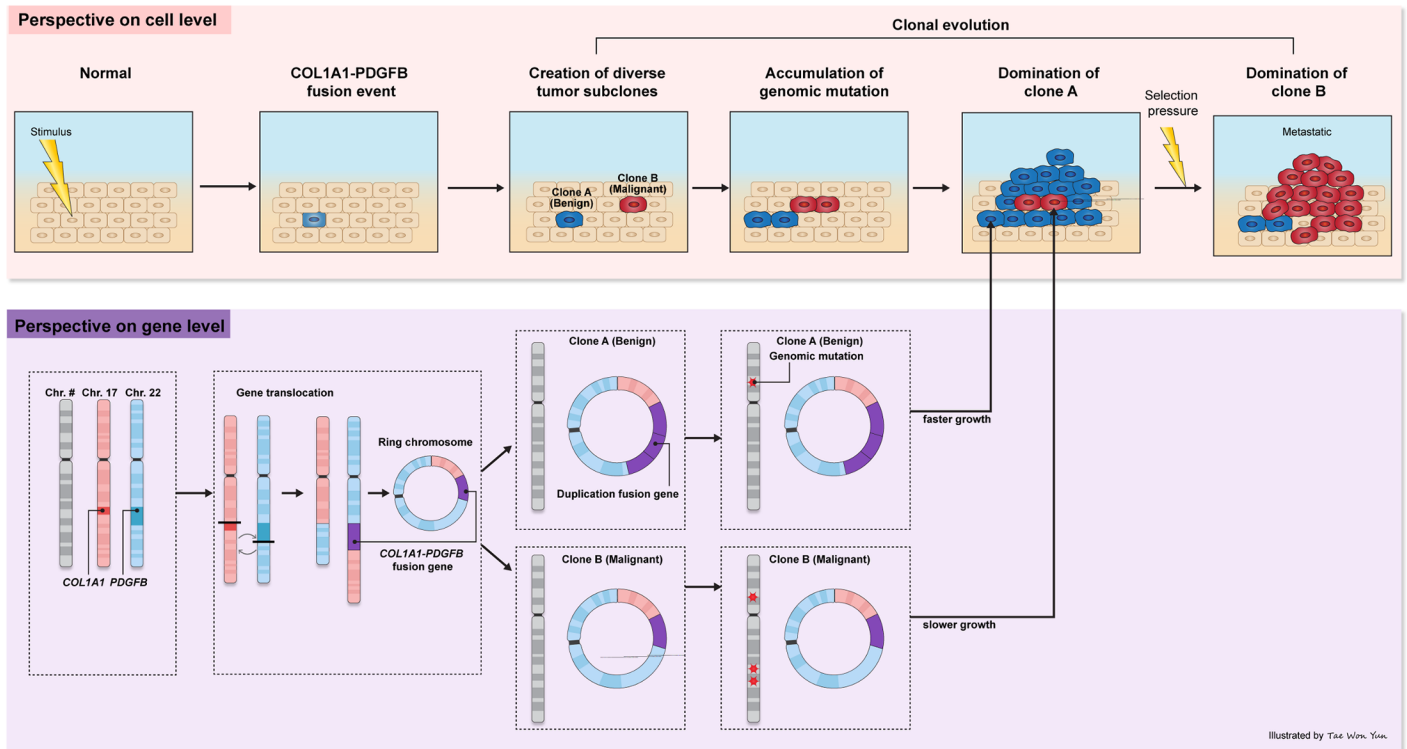 Perspective on cell level
Clonal evolution
Normal
COL1A1-PDGFB
fusion event
Creation of diverse
tumor subclones
Accumulation of
genomic mutation
Domination of
clone A
Selection
pressure
Domination of
clone B
Stimulus
Clone A
(Benign)
Clone B
(Malignant)
Metastatic
Perspective on gene level
Chr. # Chr. 17 Chr. 22
COL1A1 PDGFB
Gene translocation
Ring chromosome
COL1A1-PDGFB
fusion gene
Clone A (Benign)
Duplication fusion gene
Clone A (Benign)
Genomic mutation
faster growth
Clone B (Malignant)
Clone B (Malignant)
slower growth
Illustrated by Tae Won Yun